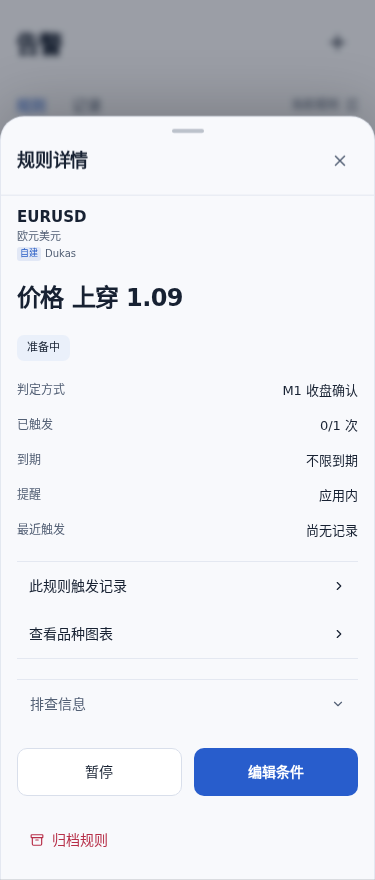 告警
规则 记录
规则详情
EURUSD
欧元美元
自建 Dukas
价格 上穿 1.09
准备中
判定方式 M1 收盘确认
已触发 0/1 次
到期 不限到期
提醒 应用内
最近触发 尚无记录
此规则触发记录
查看品种图表
排查信息
暂停 编辑条件
归档规则